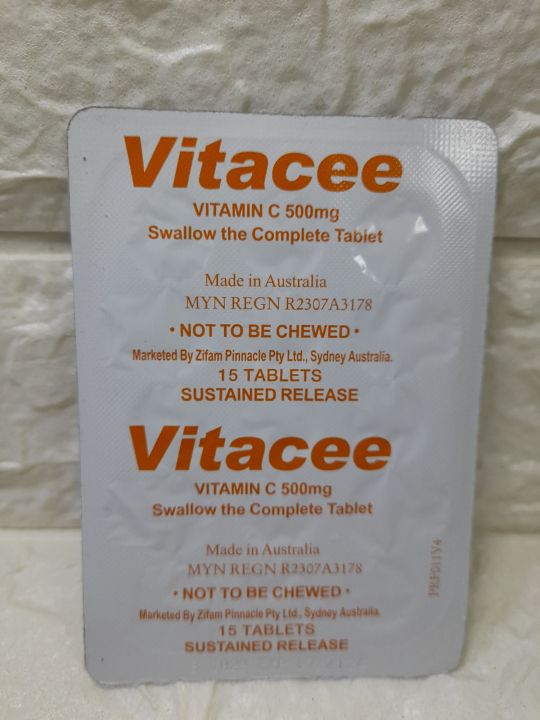 Vitacee
VITAMIN C 500mg
Swallow the Complete Tablet
Made in Australia
MYN REGN R2307A3178
• NOT TO BE CHEWED •
Marketed By Zifam Pinnacle Pty Ltd., Sydney Australia.
15 TABLETS
SUSTAINED RELEASE
Vitacee
VITAMIN C 500mg
Swallow the Complete Tablet
Made in Australia
MYN REGN R2307A3178
• NOT TO BE CHEWED •
Marketed By Zifam Pinnacle Pty Ltd., Sydney Australia.
15 TABLETS
SUSTAINED RELEASE